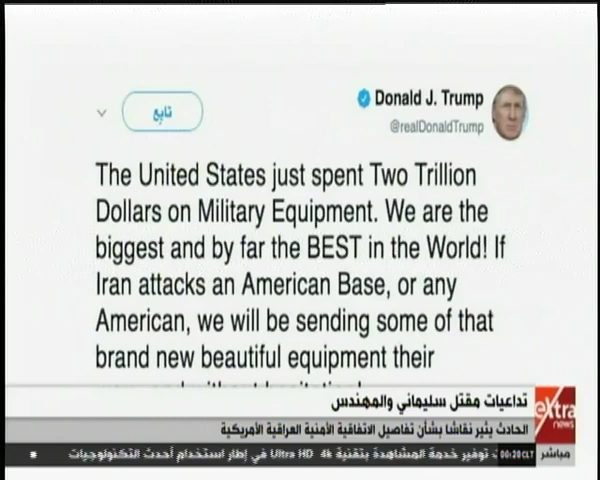 تابع
Donald J. Trump
@realDonaldTrump
The United States just spent Two Trillion
Dollars on Military Equipment. We are the
biggest and by far the BEST in the World! If
Iran attacks an American Base, or any
American, we will be sending some of that
brand new beautiful equipment their
تداعيات مقتل سليماني والمهندس
الحادث يثير نقاشا بشأن تفاصيل الاتفاقية الأمنية العراقية الأمريكية
eXtra
news
توفير خدمة المشاهدة بتقنية Ultra HD 4k في إطار استخدام أحدث التكنولوجيات
00:20CLT
مباشر